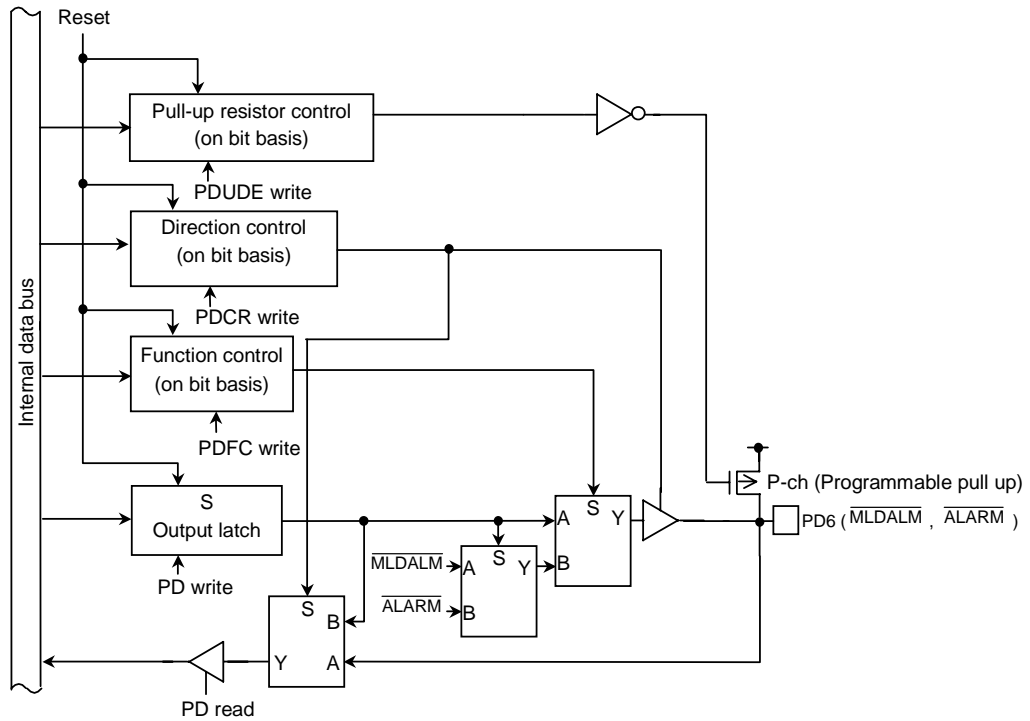 Reset
Pull-up resistor control
(on bit basis)
PDUDE write
Direction control
(on bit basis)
PDCR write
Internal data bus
Function control
(on bit basis)
PDFC write
P-ch (Programmable pull up)
S
Output latch
PD write
A
S
Y
B
PD6 ( MLDALM , ALARM )
MLDALM
A
S
Y
ALARM
B
S
B
Y
A
PD read